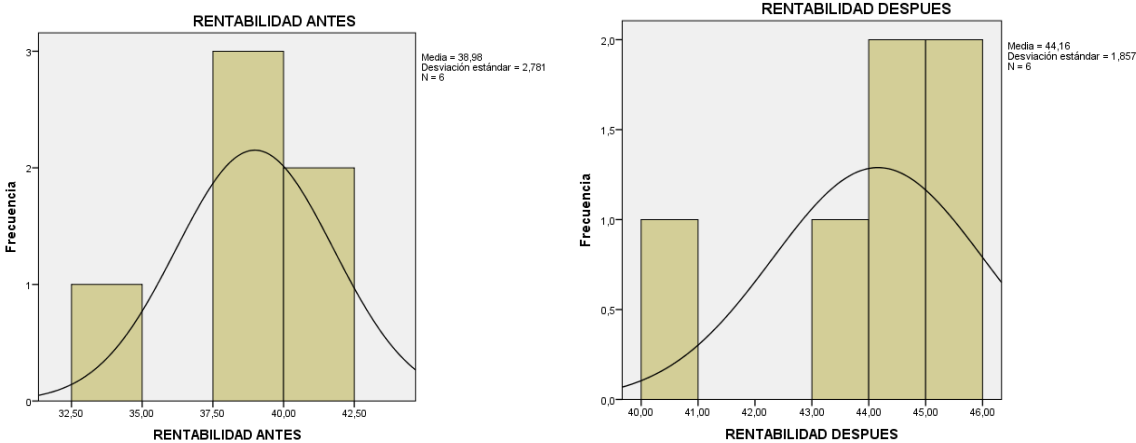 RENTABILIDAD ANTES
Media = 38,98
Desviación estándar = 2,781
N = 6
Frecuencia
3
2
1
0
32,50 35,00 37,50 40,00 42,50
RENTABILIDAD ANTES
RENTABILIDAD DESPUES
Media = 44,16
Desviación estándar = 1,857
N = 6
Frecuencia
2,0
1,5
1,0
0,5
0,0
40,00 41,00 42,00 43,00 44,00 45,00 46,00
RENTABILIDAD DESPUES